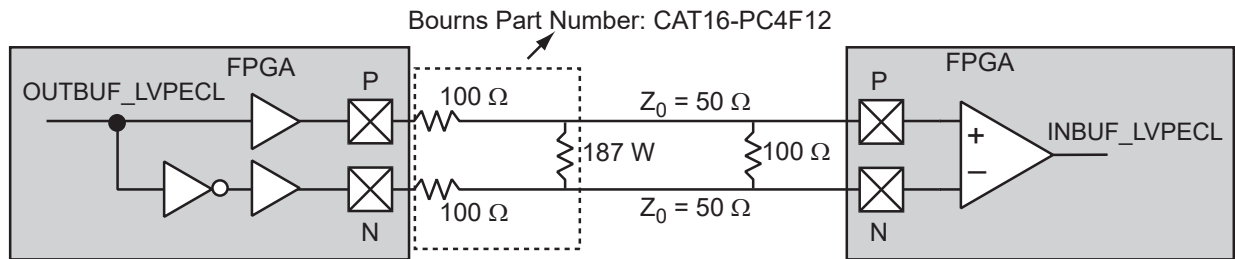 Bourns Part Number: CAT16-PC4F12
FPGA
OUTBUF_LVPECL
P
100 Ω
Z0 = 50 Ω
P
FPGA
187 W
100 Ω
+
−
INBUF_LVPECL
N
100 Ω
Z0 = 50 Ω
N